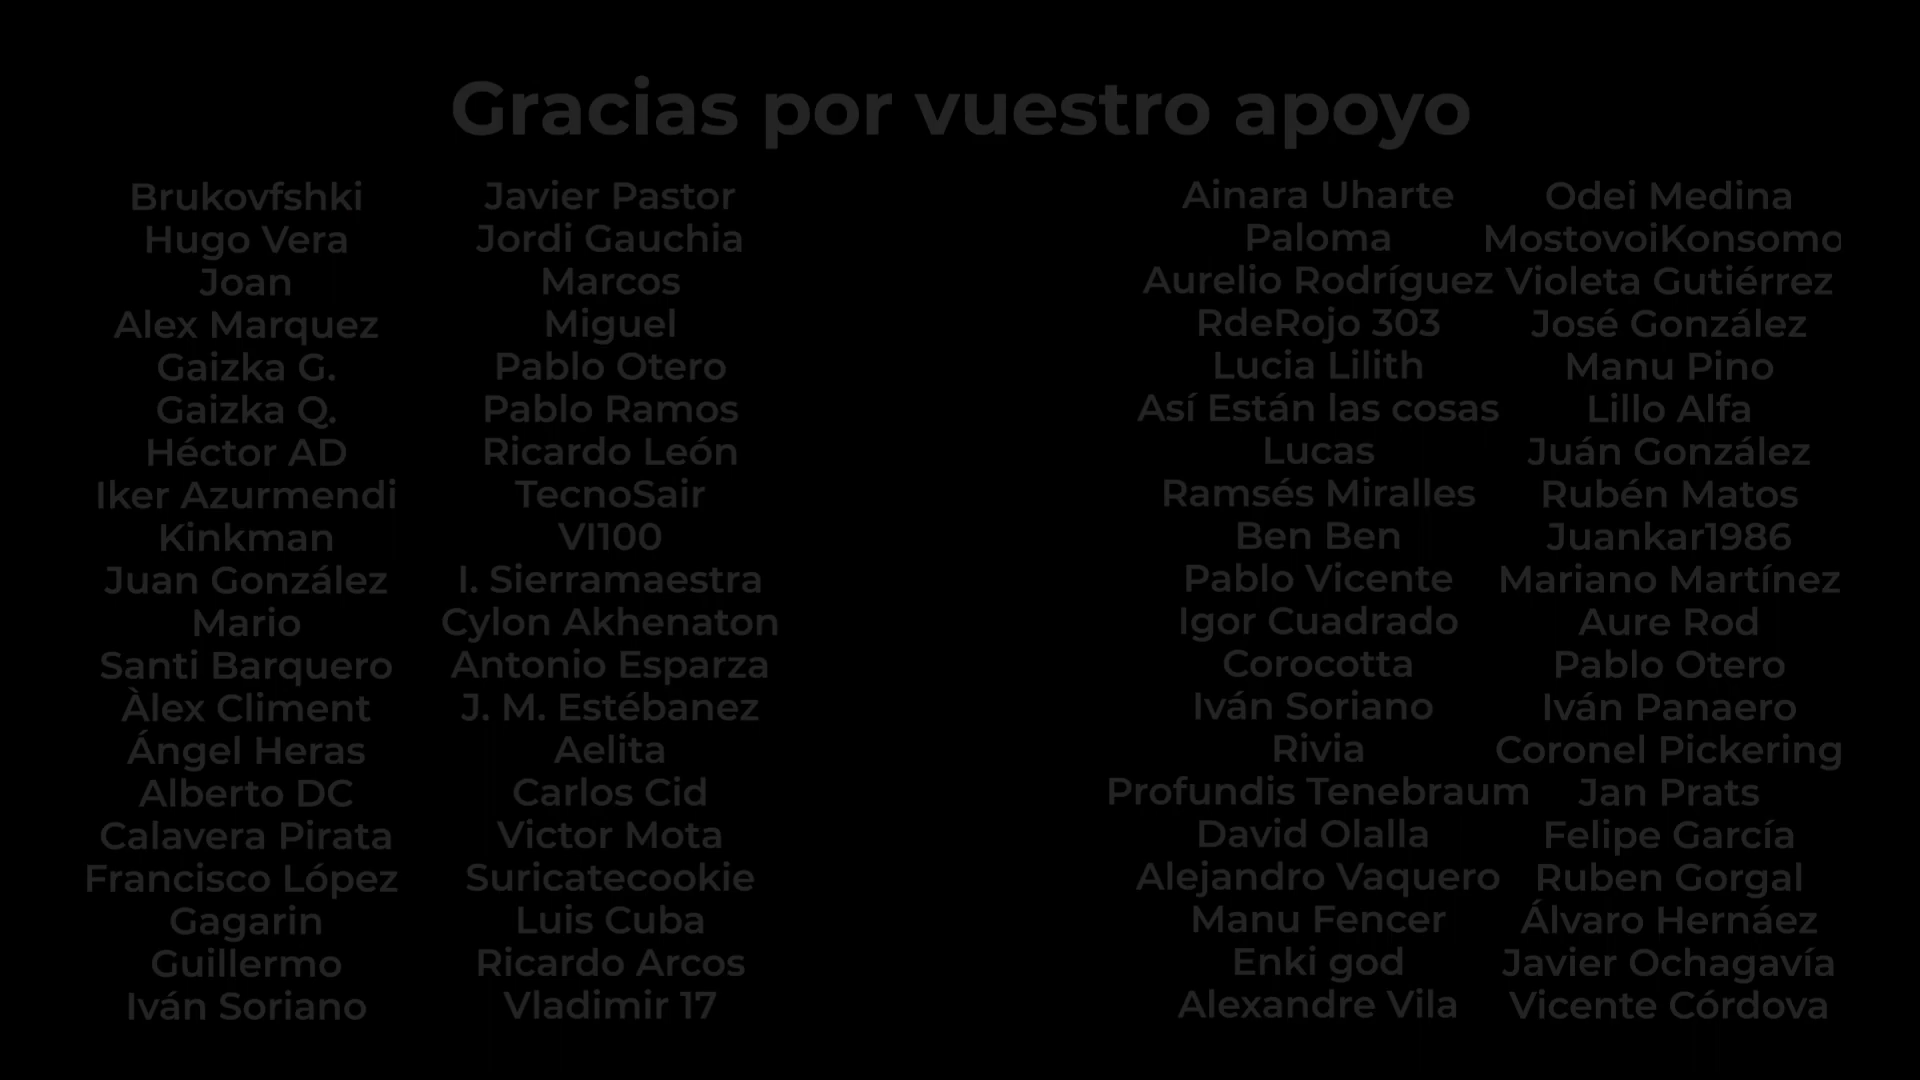 Gracias por vuestro apoyo
Brukovfshki
Hugo Vera
Joan
Alex Marquez
Gaizka G.
Gaizka Q.
Héctor AD
Iker Azurmendi
Kinkman
Juan González
Mario
Santi Barquero
Àlex Climent
Ángel Heras
Alberto DC
Calavera Pirata
Francisco López
Gagarin
Guillermo
Iván Soriano
Javier Pastor
Jordi Gauchia
Marcos
Miguel
Pablo Otero
Pablo Ramos
Ricardo León
TecnoSair
VI100
I. Sierramaestra
Cylon Akhenaton
Antonio Esparza
J. M. Estébanez
Aelita
Carlos Cid
Victor Mota
Suricatecookie
Luis Cuba
Ricardo Arcos
Vladimir 17
Ainara Uharte
Paloma
Aurelio Rodríguez
RdeRojo 303
Lucia Lilith
Así Están las cosas
Lucas
Ramsés Miralles
Ben Ben
Pablo Vicente
Igor Cuadrado
Corocotta
Iván Soriano
Rivia
Profundis Tenebraum
David Olalla
Alejandro Vaquero
Manu Fencer
Enki god
Alexandre Vila
Odei Medina
MostovoiKonsomo
Violeta Gutiérrez
José González
Manu Pino
Lillo Alfa
Juán González
Rubén Matos
Juankar1986
Mariano Martínez
Aure Rod
Pablo Otero
Iván Panaero
Coronel Pickering
Jan Prats
Felipe García
Ruben Gorgal
Álvaro Hernáez
Javier Ochagavía
Vicente Córdova